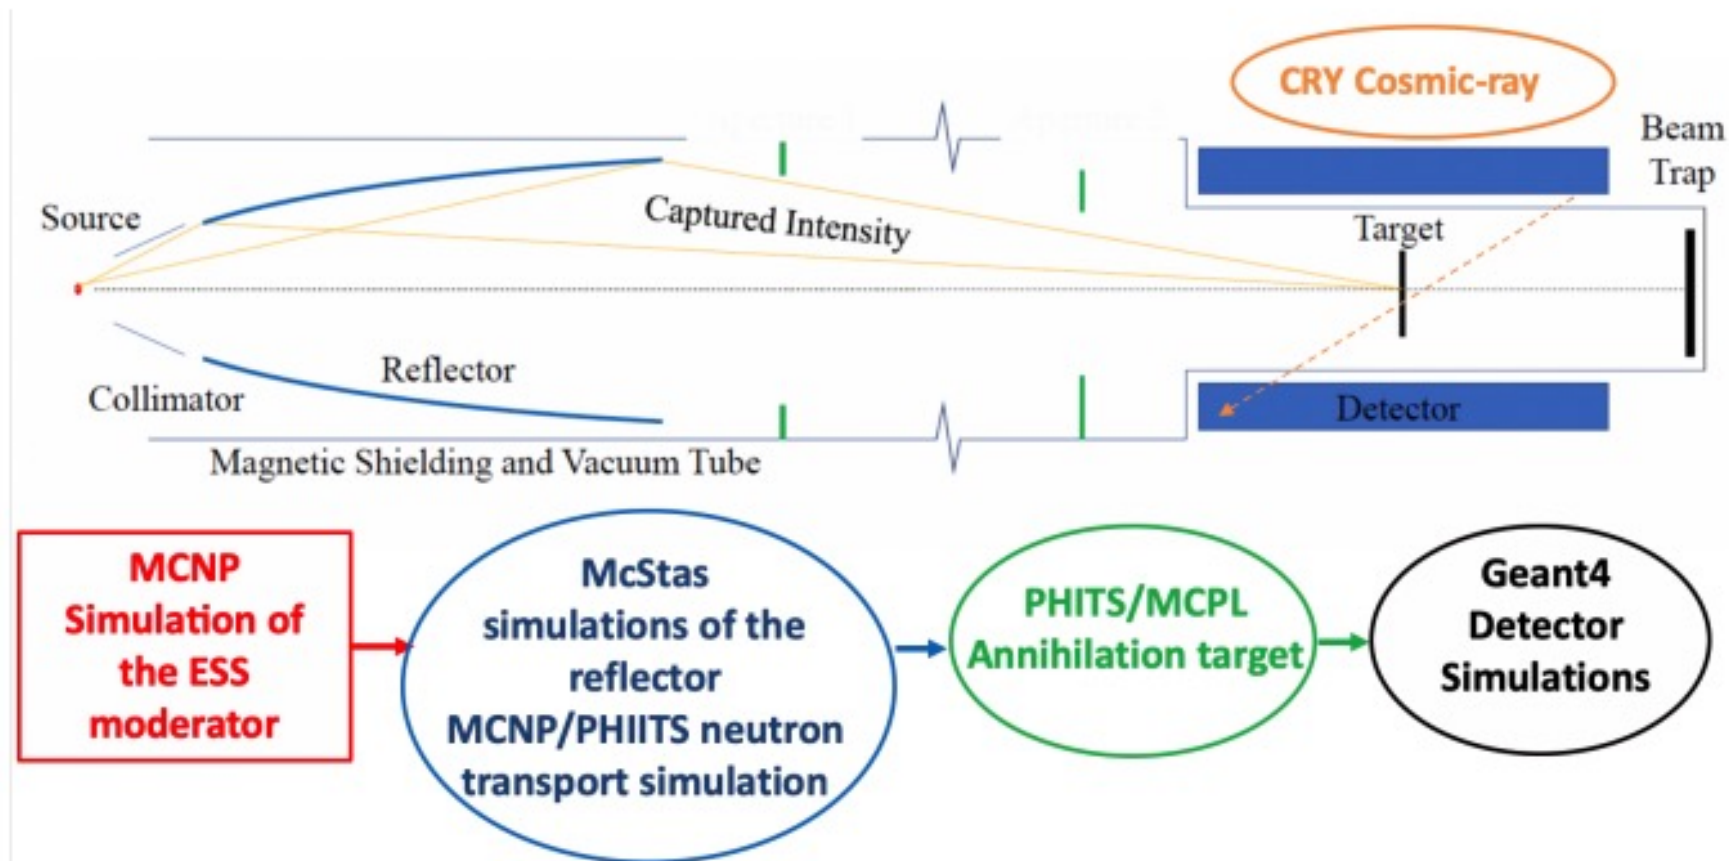 CRY Cosmic-ray
Beam
Trap
Source
Captured Intensity
Target
Reflector
Collimator
Detector
Magnetic Shielding and Vacuum Tube
MCNP
Simulation of
the ESS
moderator
McStas
simulations of the
reflector
MCNP/PHIITS neutron
transport simulation
PHITS/MCPL
Annihilation target
Geant4
Detector
Simulations